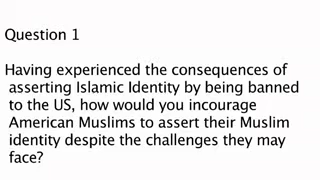 Question 1
Having experienced the consequences of
asserting Islamic Identity by being banned
to the US, how would you incourage
American Muslims to assert their Muslim
identity despite the challenges they may
face?